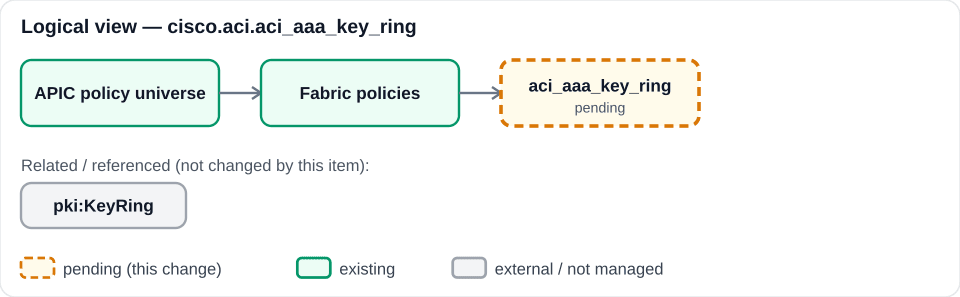 Logical view — cisco.aci.aci_aaa_key_ring
APIC policy universe
Fabric policies
aci_aaa_key_ring
pending
Related / referenced (not changed by this item):
pki:KeyRing
pending (this change)
existing
external / not managed